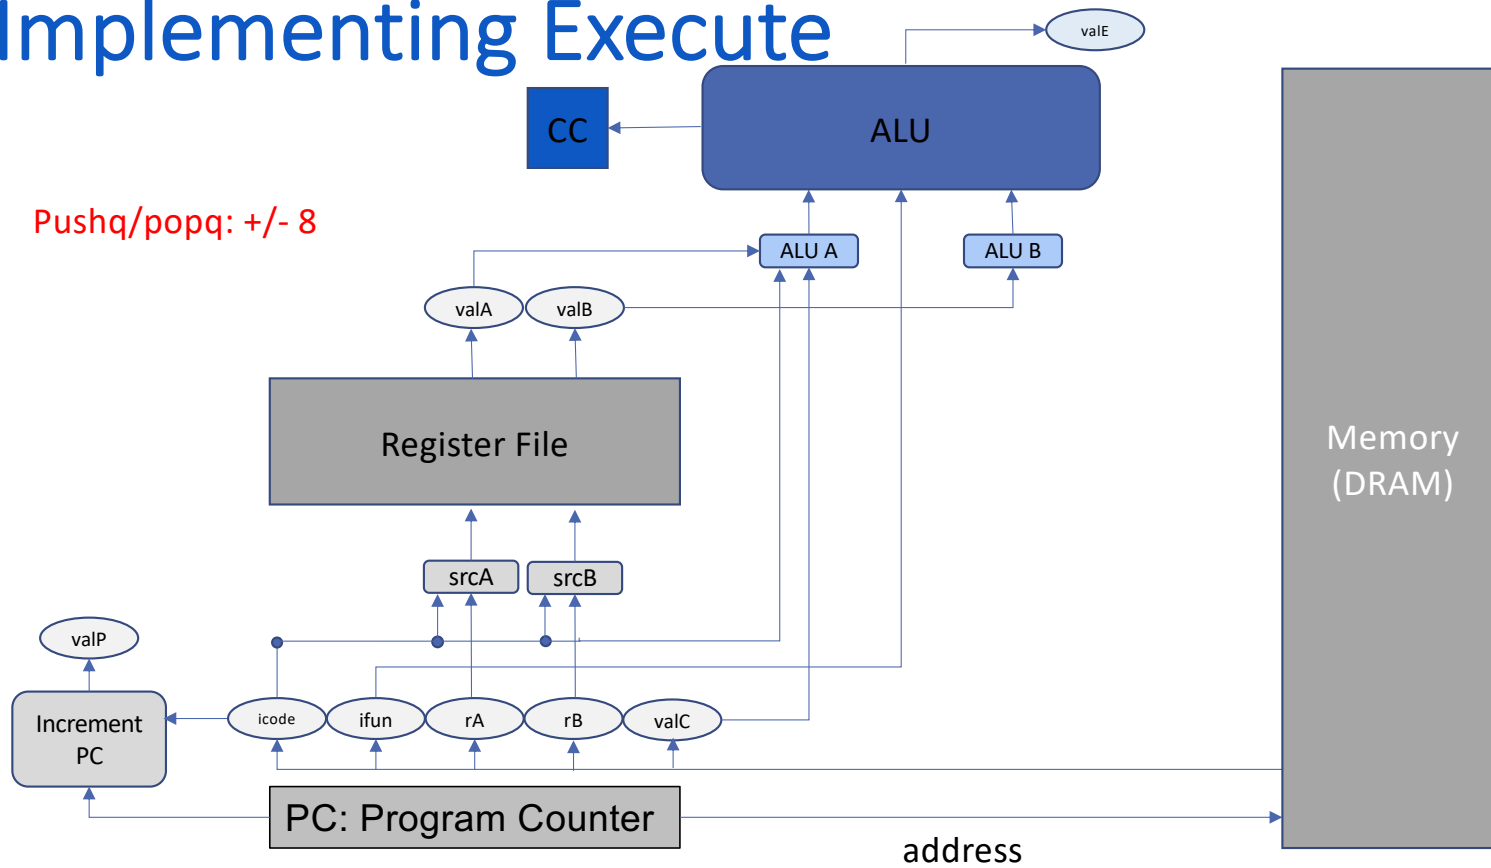 Implementing Execute
valE
CC
ALU
Pushq/popq: +/- 8
ALU A
ALU B
valA
valB
Register File
Memory
(DRAM)
srcA
srcB
valP
Increment
PC
icode
ifun
rA
rB
valC
PC: Program Counter
address